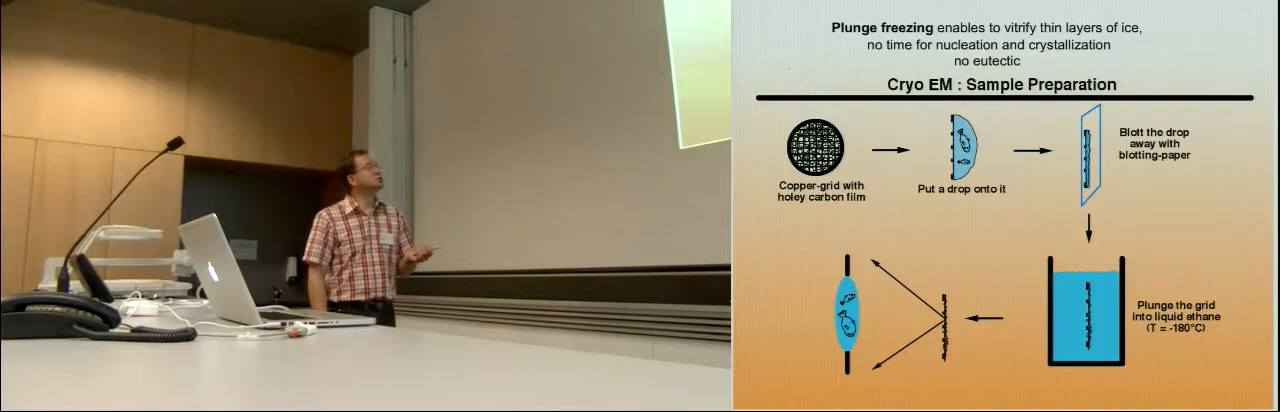 Plunge freezing enables to vitrify thin layers of ice,
no time for nucleation and crystallization
no eutectic
Cryo EM : Sample Preparation
Copper-grid with
holey carbon film
Put a drop onto it
Blott the drop
away with
blotting-paper
Plunge the grid
into liquid ethane
(T = -180°C)